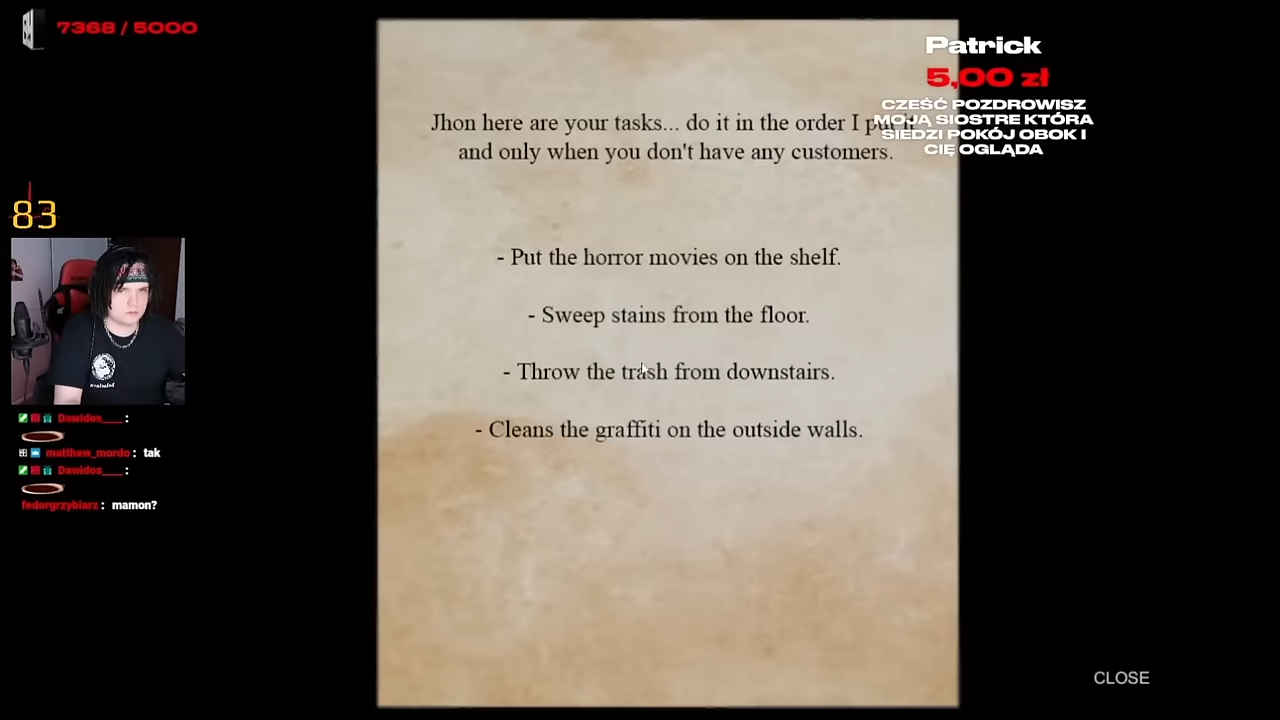 7368 / 5000
Patrick
5,00 zł
CZEŚĆ POZDROWISZ
MOJĄ SIOSTRE KTÓRA
SIEDZI POKÓJ OBOK I
CIĘ OGLĄDA
Jhon here are your tasks... do it in the order I
and only when you don't have any customers.
- Put the horror movies on the shelf.
- Sweep stains from the floor.
- Throw the trash from downstairs.
- Cleans the graffiti on the outside walls.
83
Dawidos___ :
matthew_mordo : tak
Dawidos___ :
fedorgrzybiarz : mamon?
CLOSE